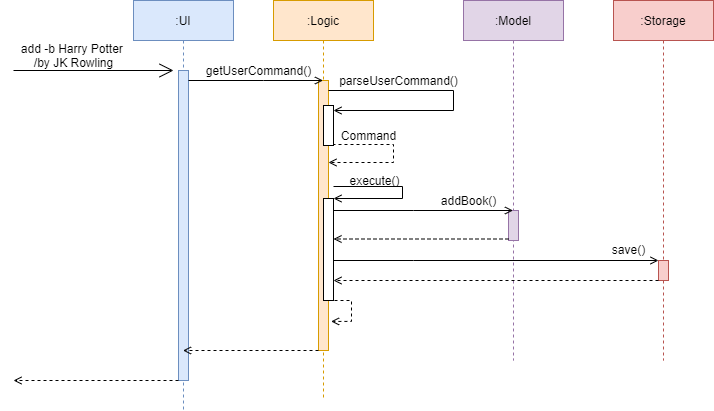 :UI
:Logic
:Model
:Storage
add -b Harry Potter
/by JK Rowling
getUserCommand()
parseUserCommand()
Command
execute()
addBook()
save()